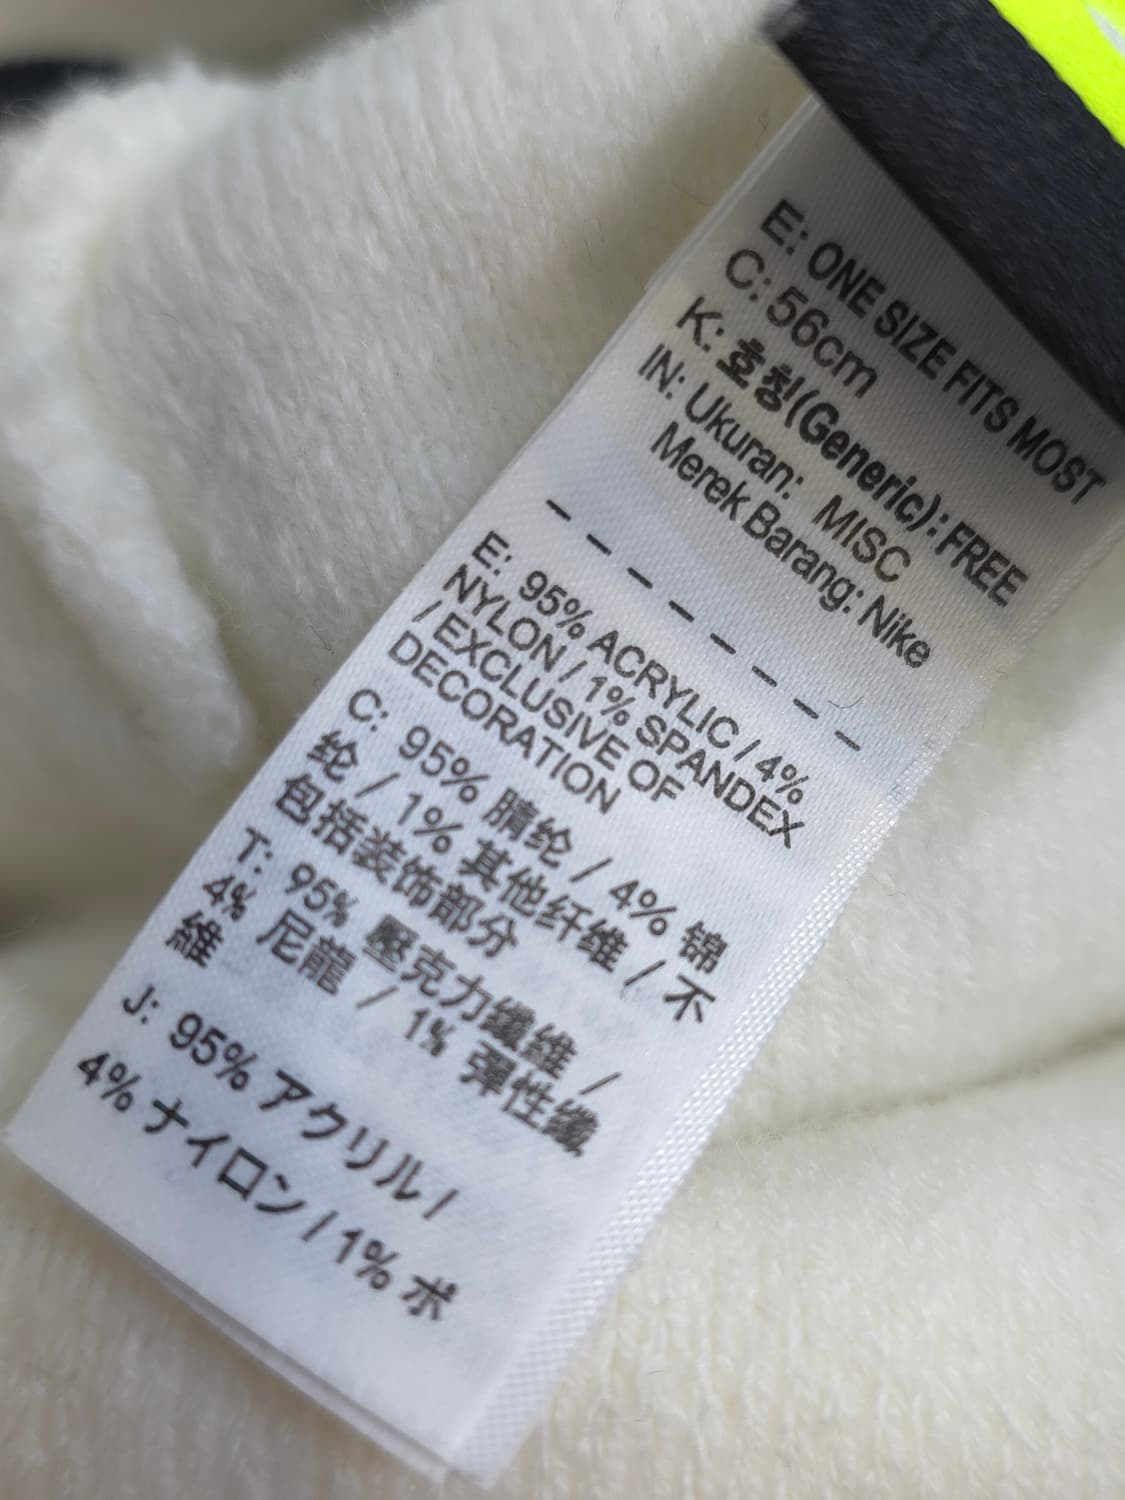 E: ONE SIZE FITS MOST
C: 56cm
K: 호칭(Generic): FREE
IN: Ukuran: MISC
Merek Barang: Nike
E: 95% ACRYLIC / 4%
NYLON / 1% SPANDEX
/ EXCLUSIVE OF
DECORATION
C: 95% 腈纶 / 4% 锦
纶 / 1% 其他纤维 / 不
包括装饰部分
T: 95% 壓克力纖維 /
4% 尼龍 / 1% 彈性纖
維
J: 95% アクリル /
4% ナイロン / 1% ポ